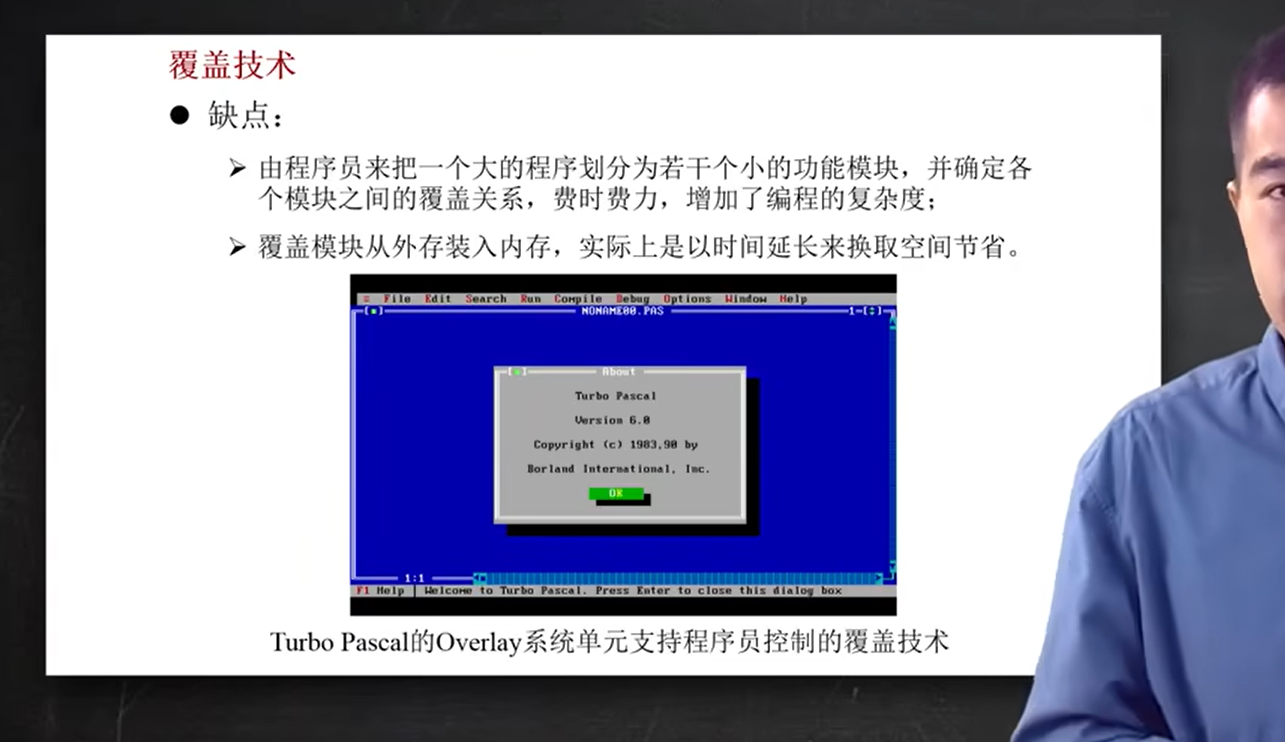 覆盖技术
● 缺点：
➢ 由程序员来把一个大的程序划分为若干个小的功能模块，并确定各
个模块之间的覆盖关系，费时费力，增加了编程的复杂度；
➢ 覆盖模块从外存装入内存，实际上是以时间延长来换取空间节省。
≡ File Edit Search Run Compile Debug Options Window Help
NONAME00.PAS 1=[↕]
About
Turbo Pascal
Version 6.0
Copyright (c) 1983,90 by
Borland International, Inc.
OK
1:1
F1 Help | Welcome to Turbo Pascal. Press Enter to close this dialog box
Turbo Pascal的Overlay系统单元支持程序员控制的覆盖技术